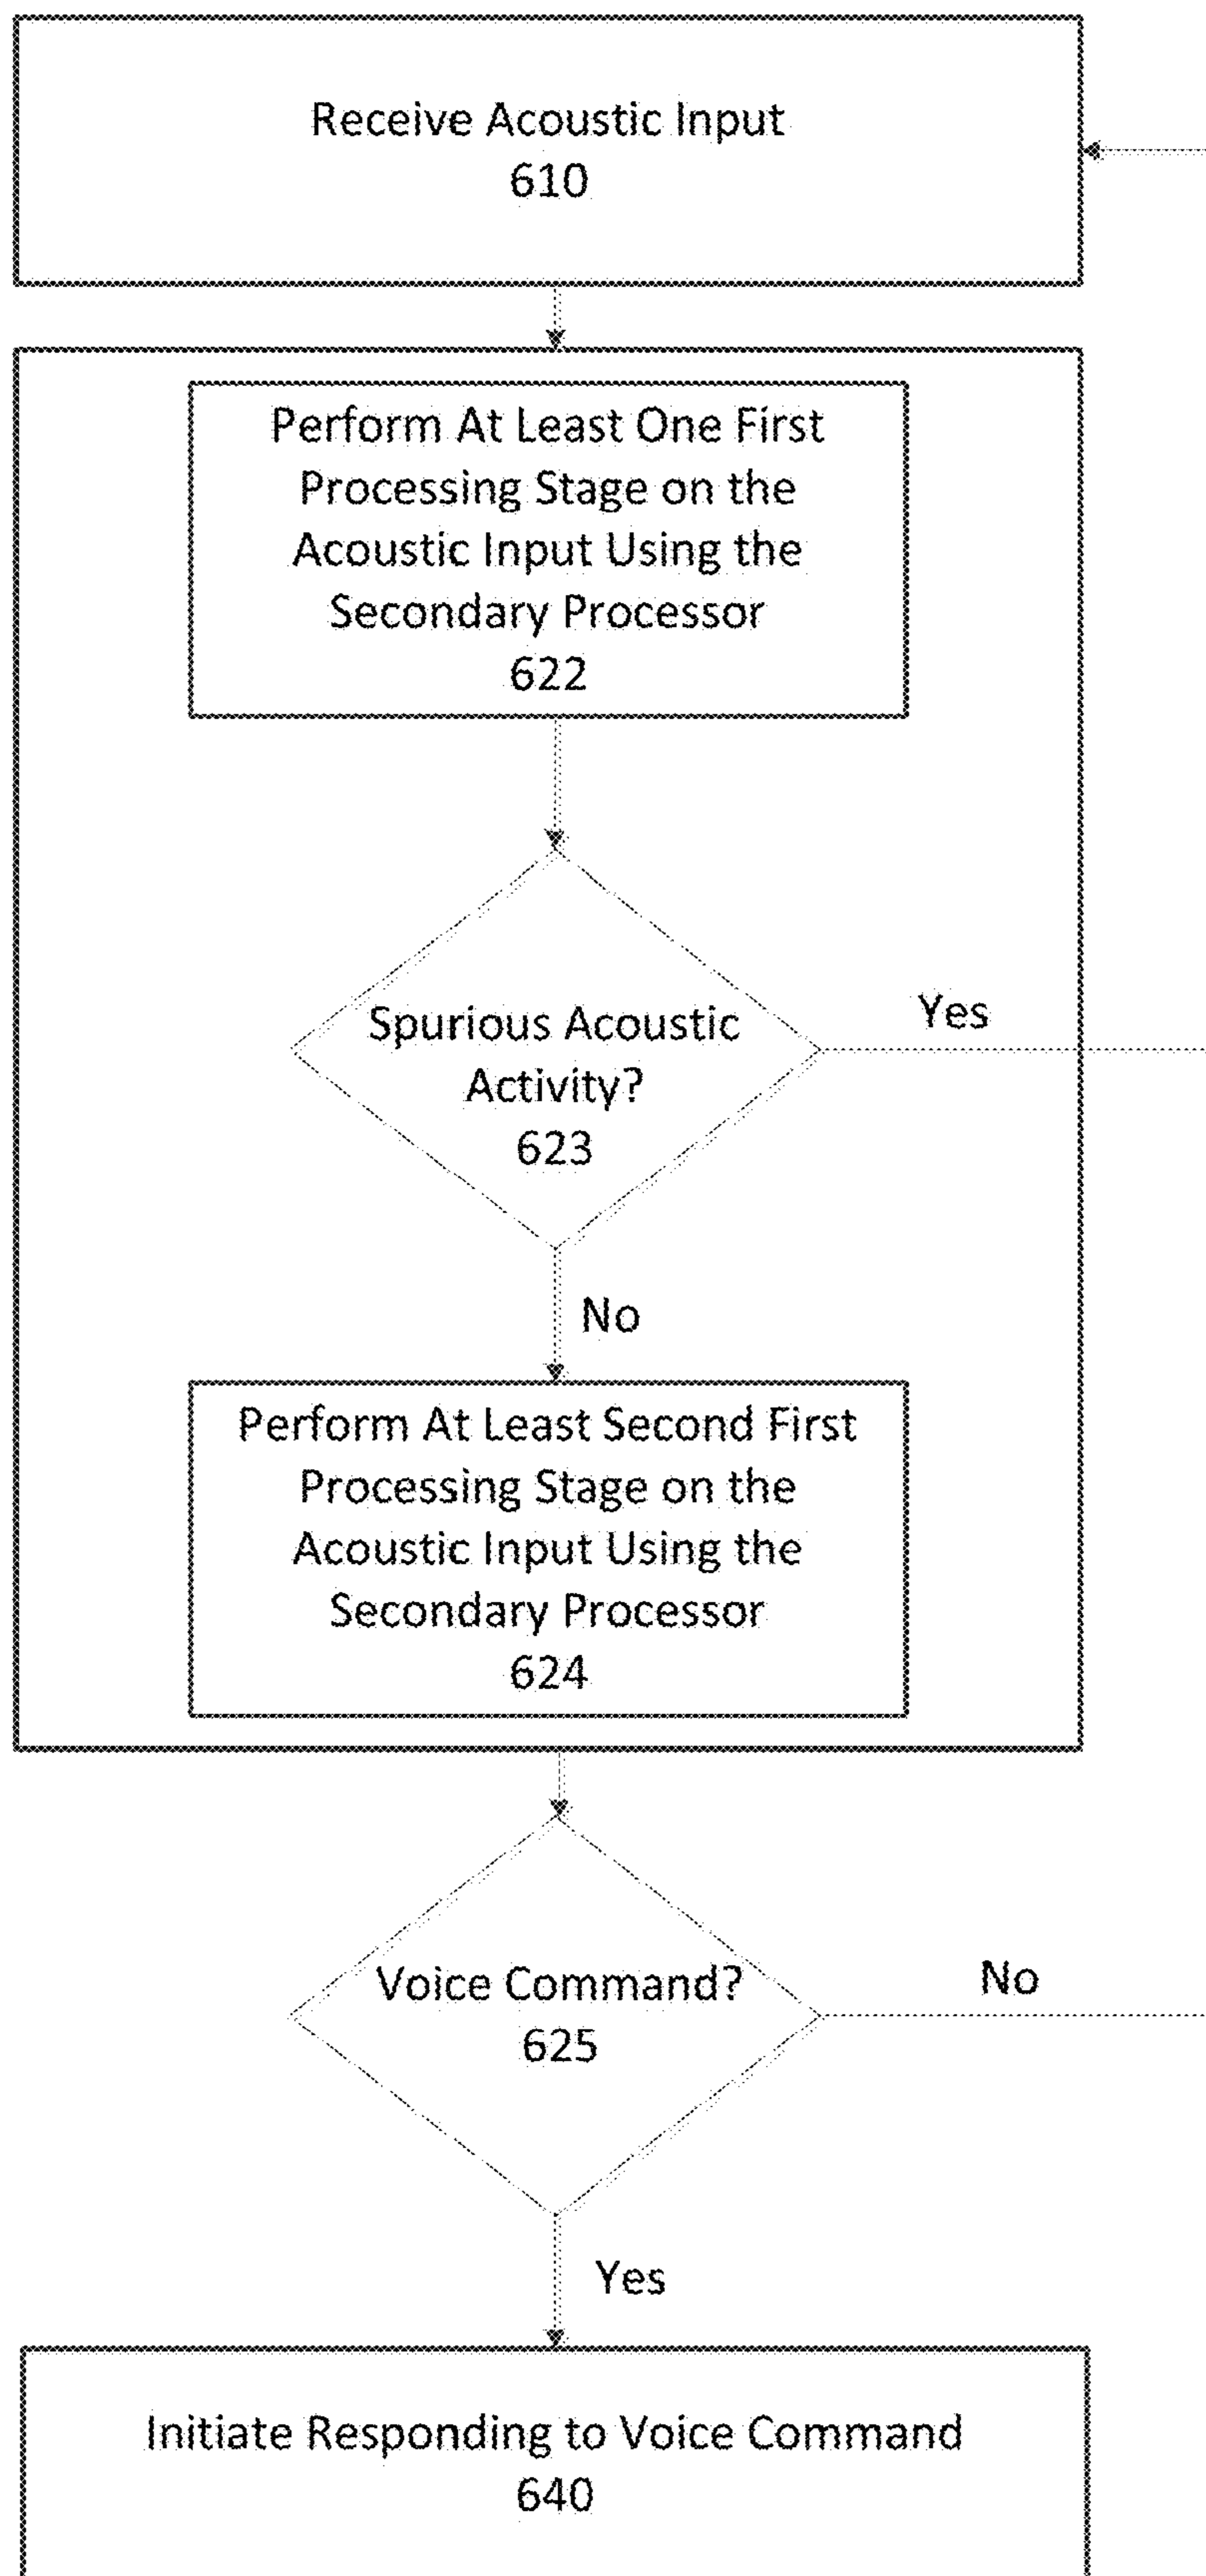 Receive Acoustic Input
610
Perform At Least One First
Processing Stage on the
Acoustic Input Using the
Secondary Processor
622
Spurious Acoustic
Activity?
623
Yes
No
Perform At Least Second First
Processing Stage on the
Acoustic Input Using the
Secondary Processor
624
Voice Command?
625
No
Yes
Initiate Responding to Voice Command
640